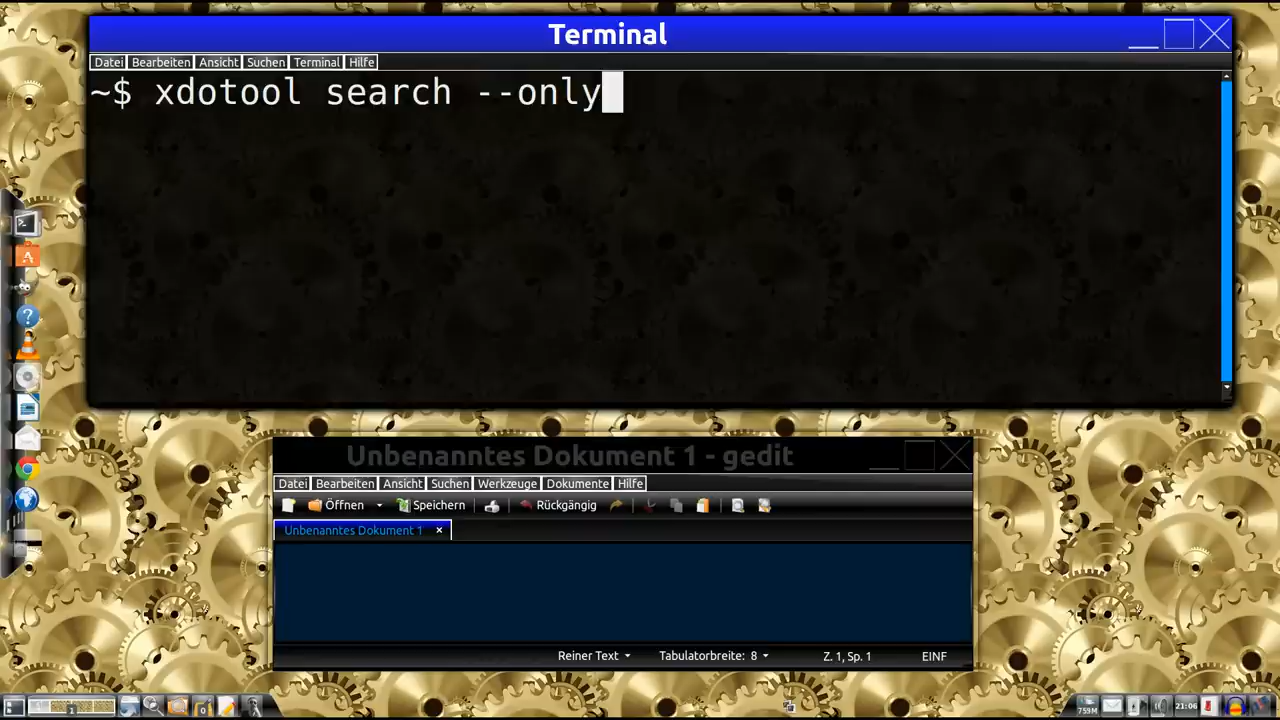 Terminal
Datei Bearbeiten Ansicht Suchen Terminal Hilfe
~$ xdotool search --only
Unbenanntes Dokument 1 - gedit
Datei Bearbeiten Ansicht Suchen Werkzeuge Dokumente Hilfe
Öffnen Speichern Rückgängig
Unbenanntes Dokument 1 ×
Reiner Text Tabulatorbreite: 8 Z. 1, Sp. 1 EINF
759M 21:06